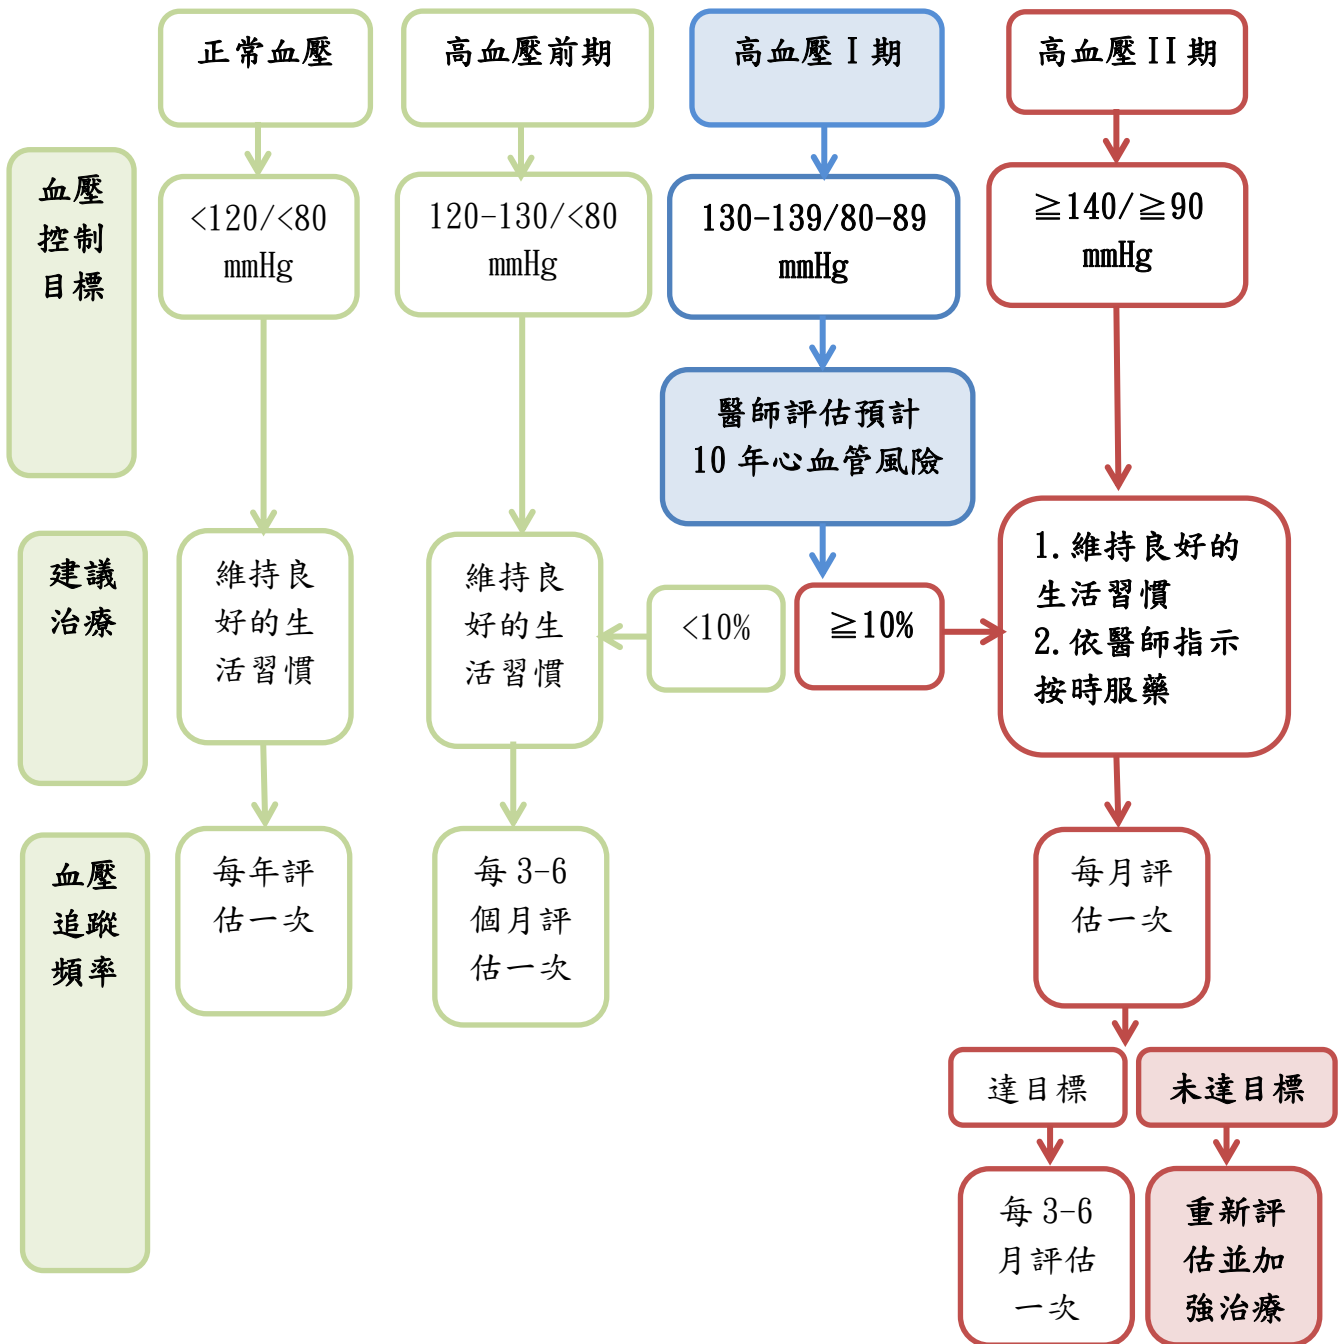 正常血壓
高血壓前期
高血壓 I 期
高血壓 II 期
血壓
控制
目標
<120/<80
mmHg
120-130/<80
mmHg
130-139/80-89
mmHg
≧140/≧90
mmHg
醫師評估預計
10 年心血管風險
建議
治療
維持良
好的生
活習慣
維持良
好的生
活習慣
<10%
≧10%
1.維持良好的
生活習慣
2.依醫師指示
按時服藥
血壓
追蹤
頻率
每年評
估一次
每 3-6
個月評
估一次
每月評
估一次
達目標
未達目標
每 3-6
月評估
一次
重新評
估並加
強治療